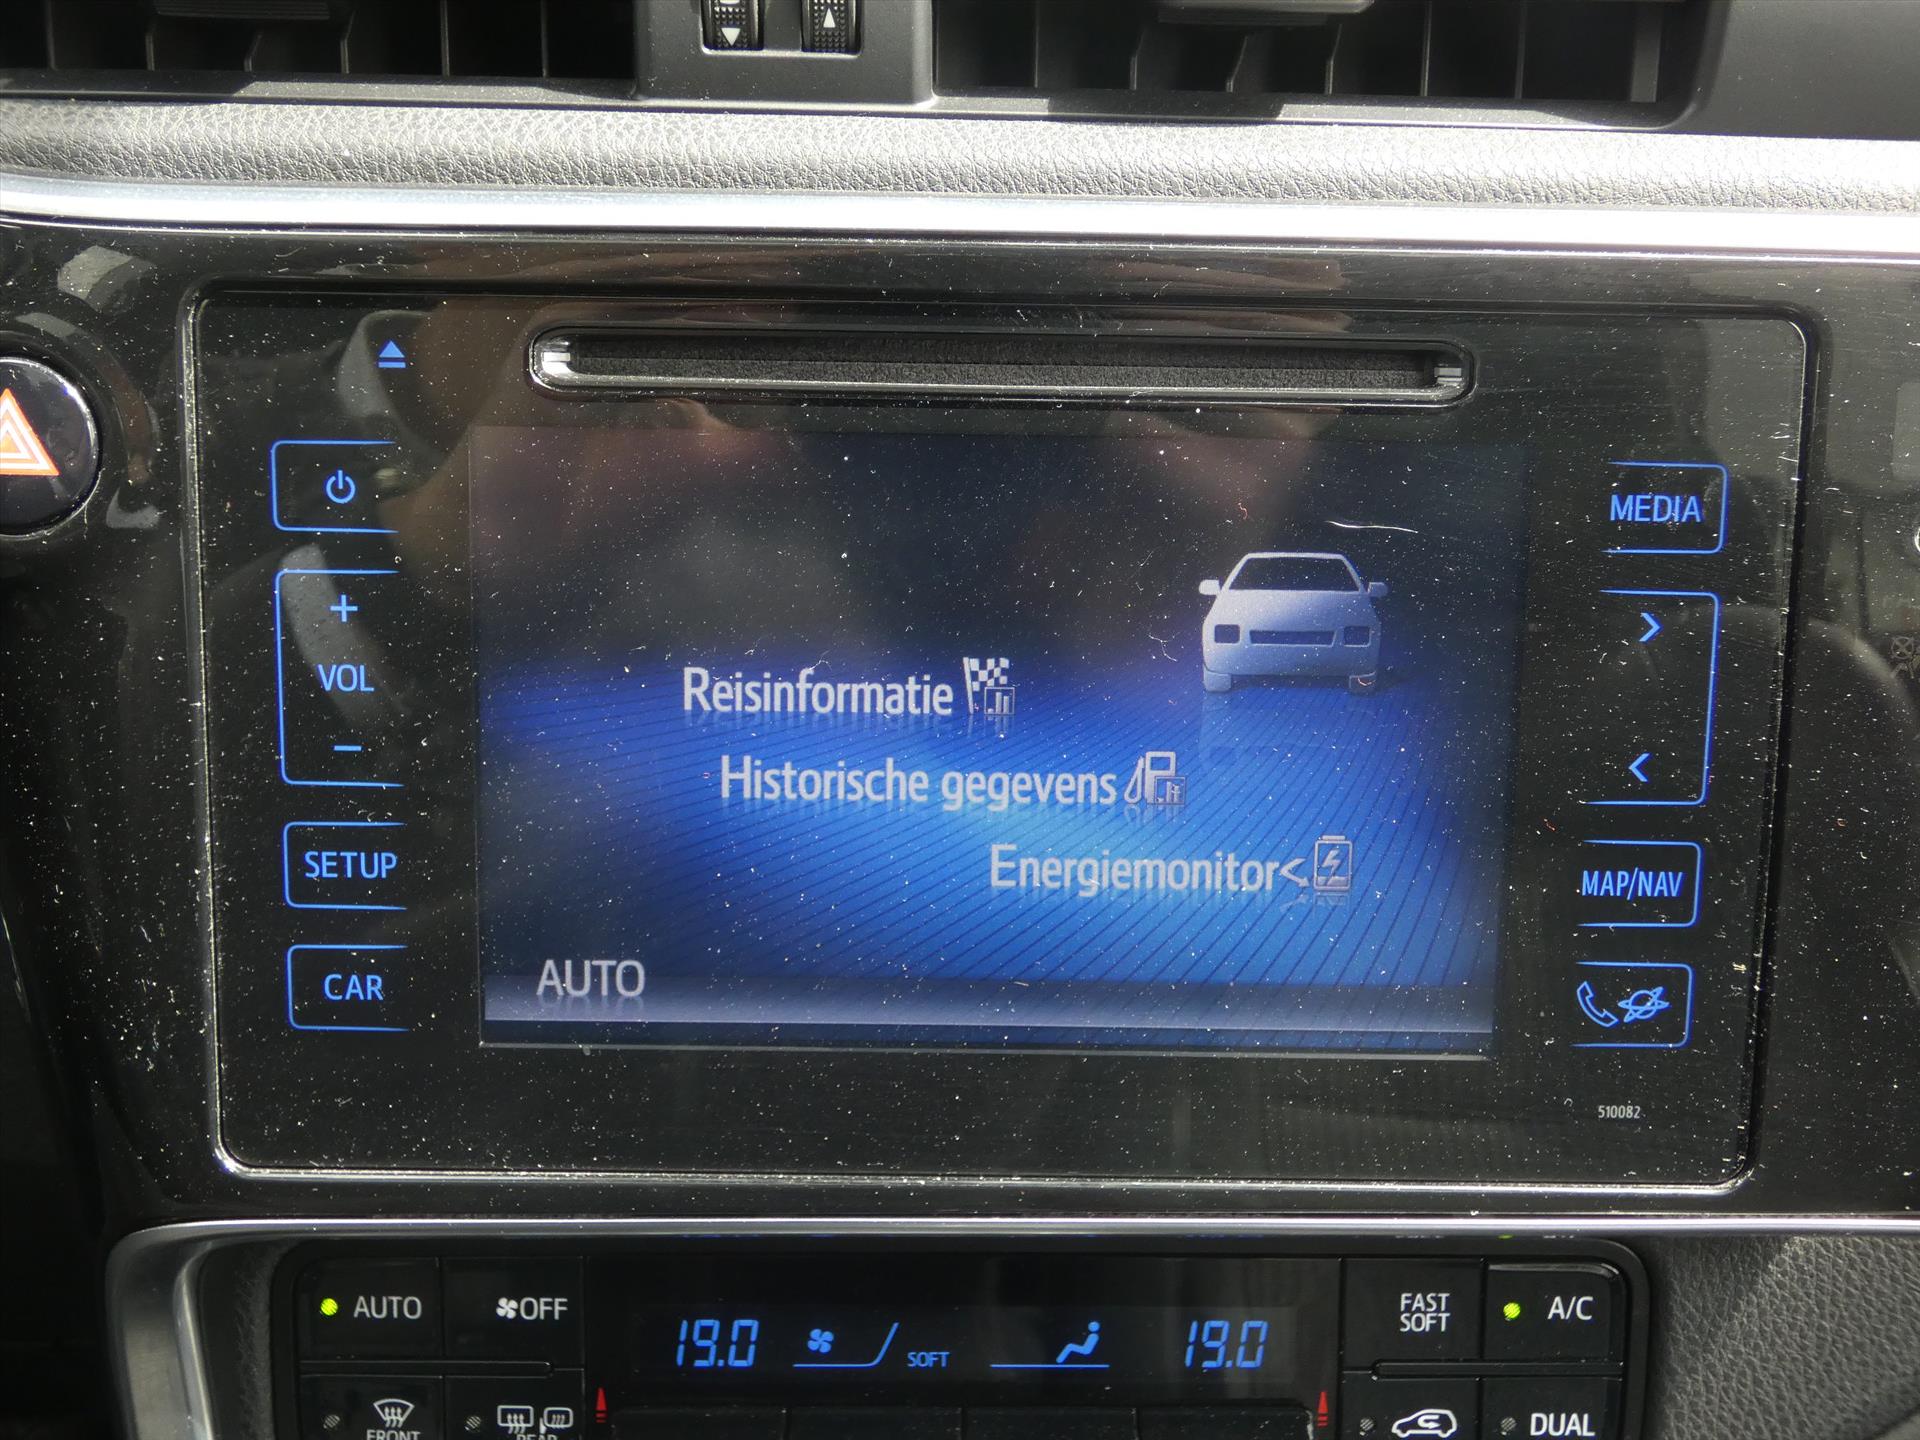 MEDIA
VOL
SETUP
CAR
MAP/NAV
Reisinformatie
Historische gegevens
Energiemonitor
AUTO
510082
AUTO
OFF
19.0
SOFT
19.0
FAST
SOFT
A/C
FRONT
REAR
DUAL